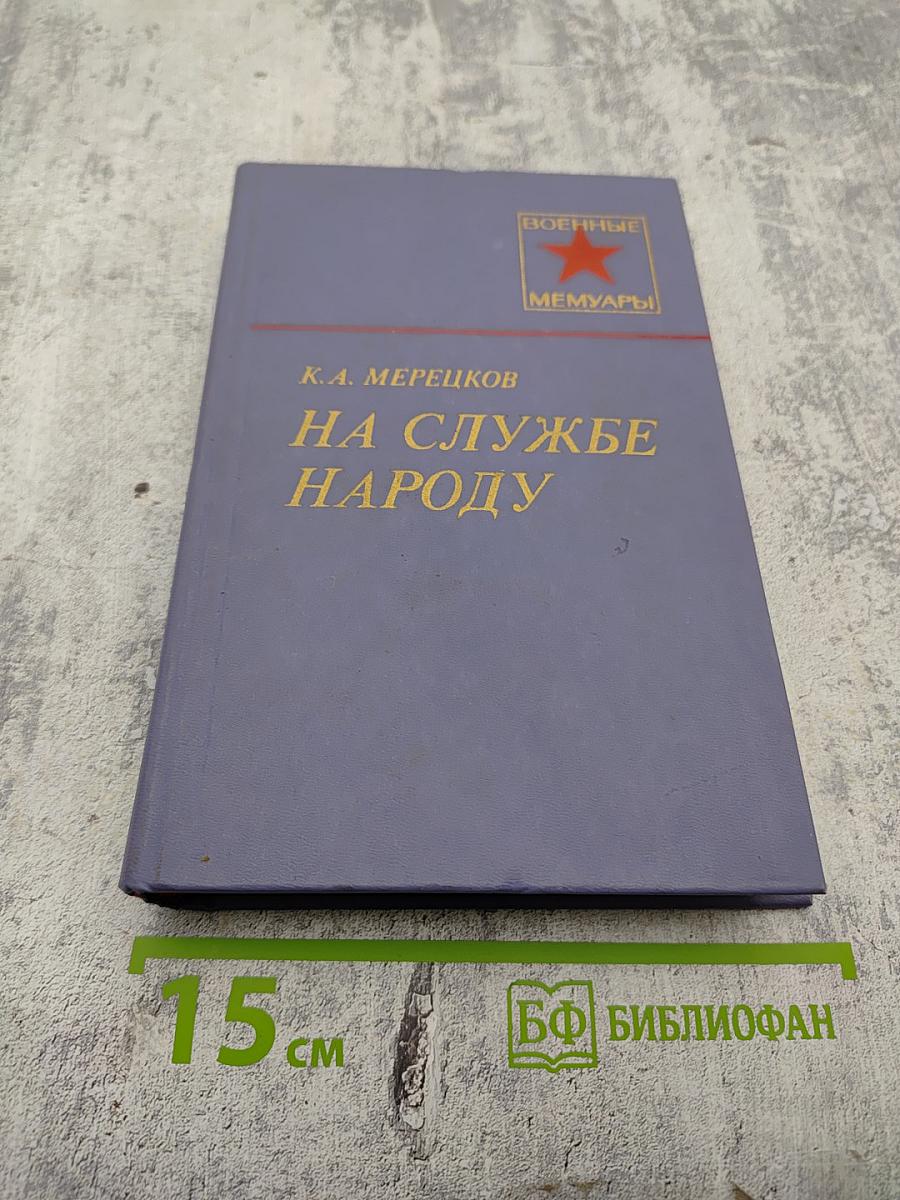 ВОЕННЫЕ
МЕМУАРЫ
К. А. МЕРЕЦКОВ
НА СЛУЖБЕ
НАРОДУ
15 см
БФ БИБЛИОФАН